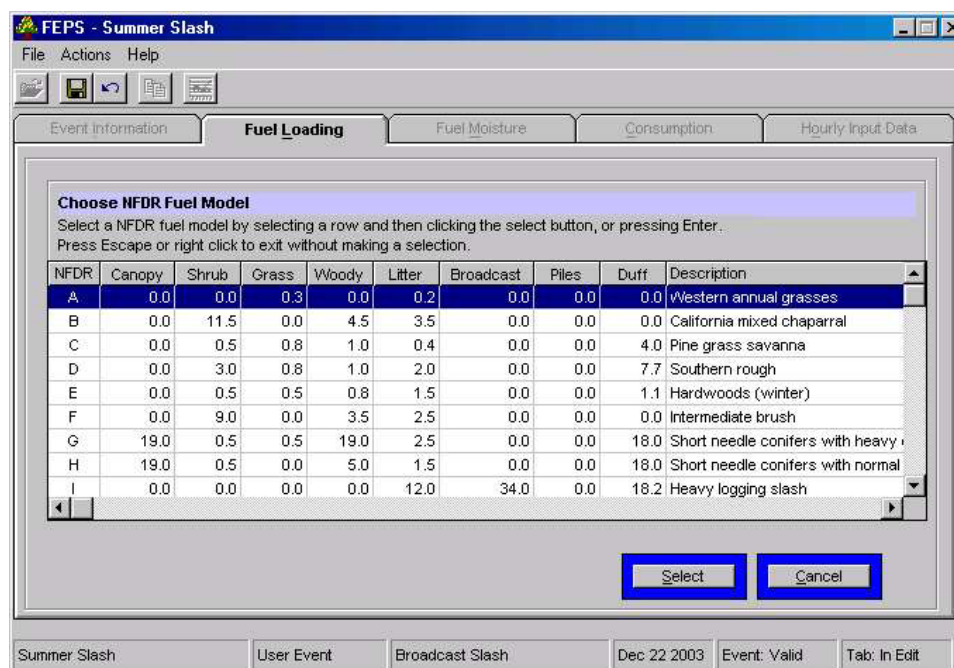 FEPS - Summer Slash
File Actions Help
Event Information Fuel Loading Fuel Moisture Consumption Hourly Input Data
Choose NFDR Fuel Model
Select a NFDR fuel model by selecting a row and then clicking the select button, or pressing Enter.
Press Escape or right click to exit without making a selection.
NFDR Canopy Shrub Grass Woody Litter Broadcast Piles Duff Description
A 0.0 0.0 0.3 0.0 0.2 0.0 0.0 0.0 Western annual grasses
B 0.0 11.5 0.0 4.5 3.5 0.0 0.0 0.0 California mixed chaparral
C 0.0 0.5 0.8 1.0 0.4 0.0 0.0 4.0 Pine grass savanna
D 0.0 3.0 0.8 1.0 2.0 0.0 0.0 7.7 Southern rough
E 0.0 0.5 0.5 0.8 1.5 0.0 0.0 1.1 Hardwoods (winter)
F 0.0 9.0 0.0 3.5 2.5 0.0 0.0 0.0 Intermediate brush
G 19.0 0.5 0.5 19.0 2.5 0.0 0.0 18.0 Short needle conifers with heavy
H 19.0 0.5 0.0 5.0 1.5 0.0 0.0 18.0 Short needle conifers with normal
I 0.0 0.0 0.0 0.0 12.0 34.0 0.0 18.2 Heavy logging slash
Select Cancel
Summer Slash User Event Broadcast Slash Dec 22 2003 Event: Valid Tab: In Edit